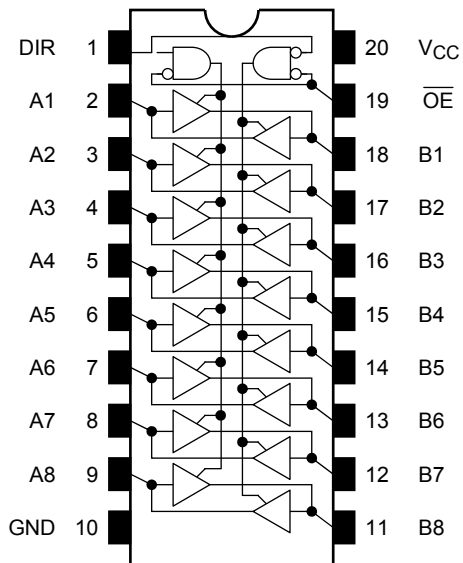 DIR 1 20 VCC
A1 2 19 O̅E̅
A2 3 18 B1
A3 4 17 B2
A4 5 16 B3
A5 6 15 B4
A6 7 14 B5
A7 8 13 B6
A8 9 12 B7
GND 10 11 B8